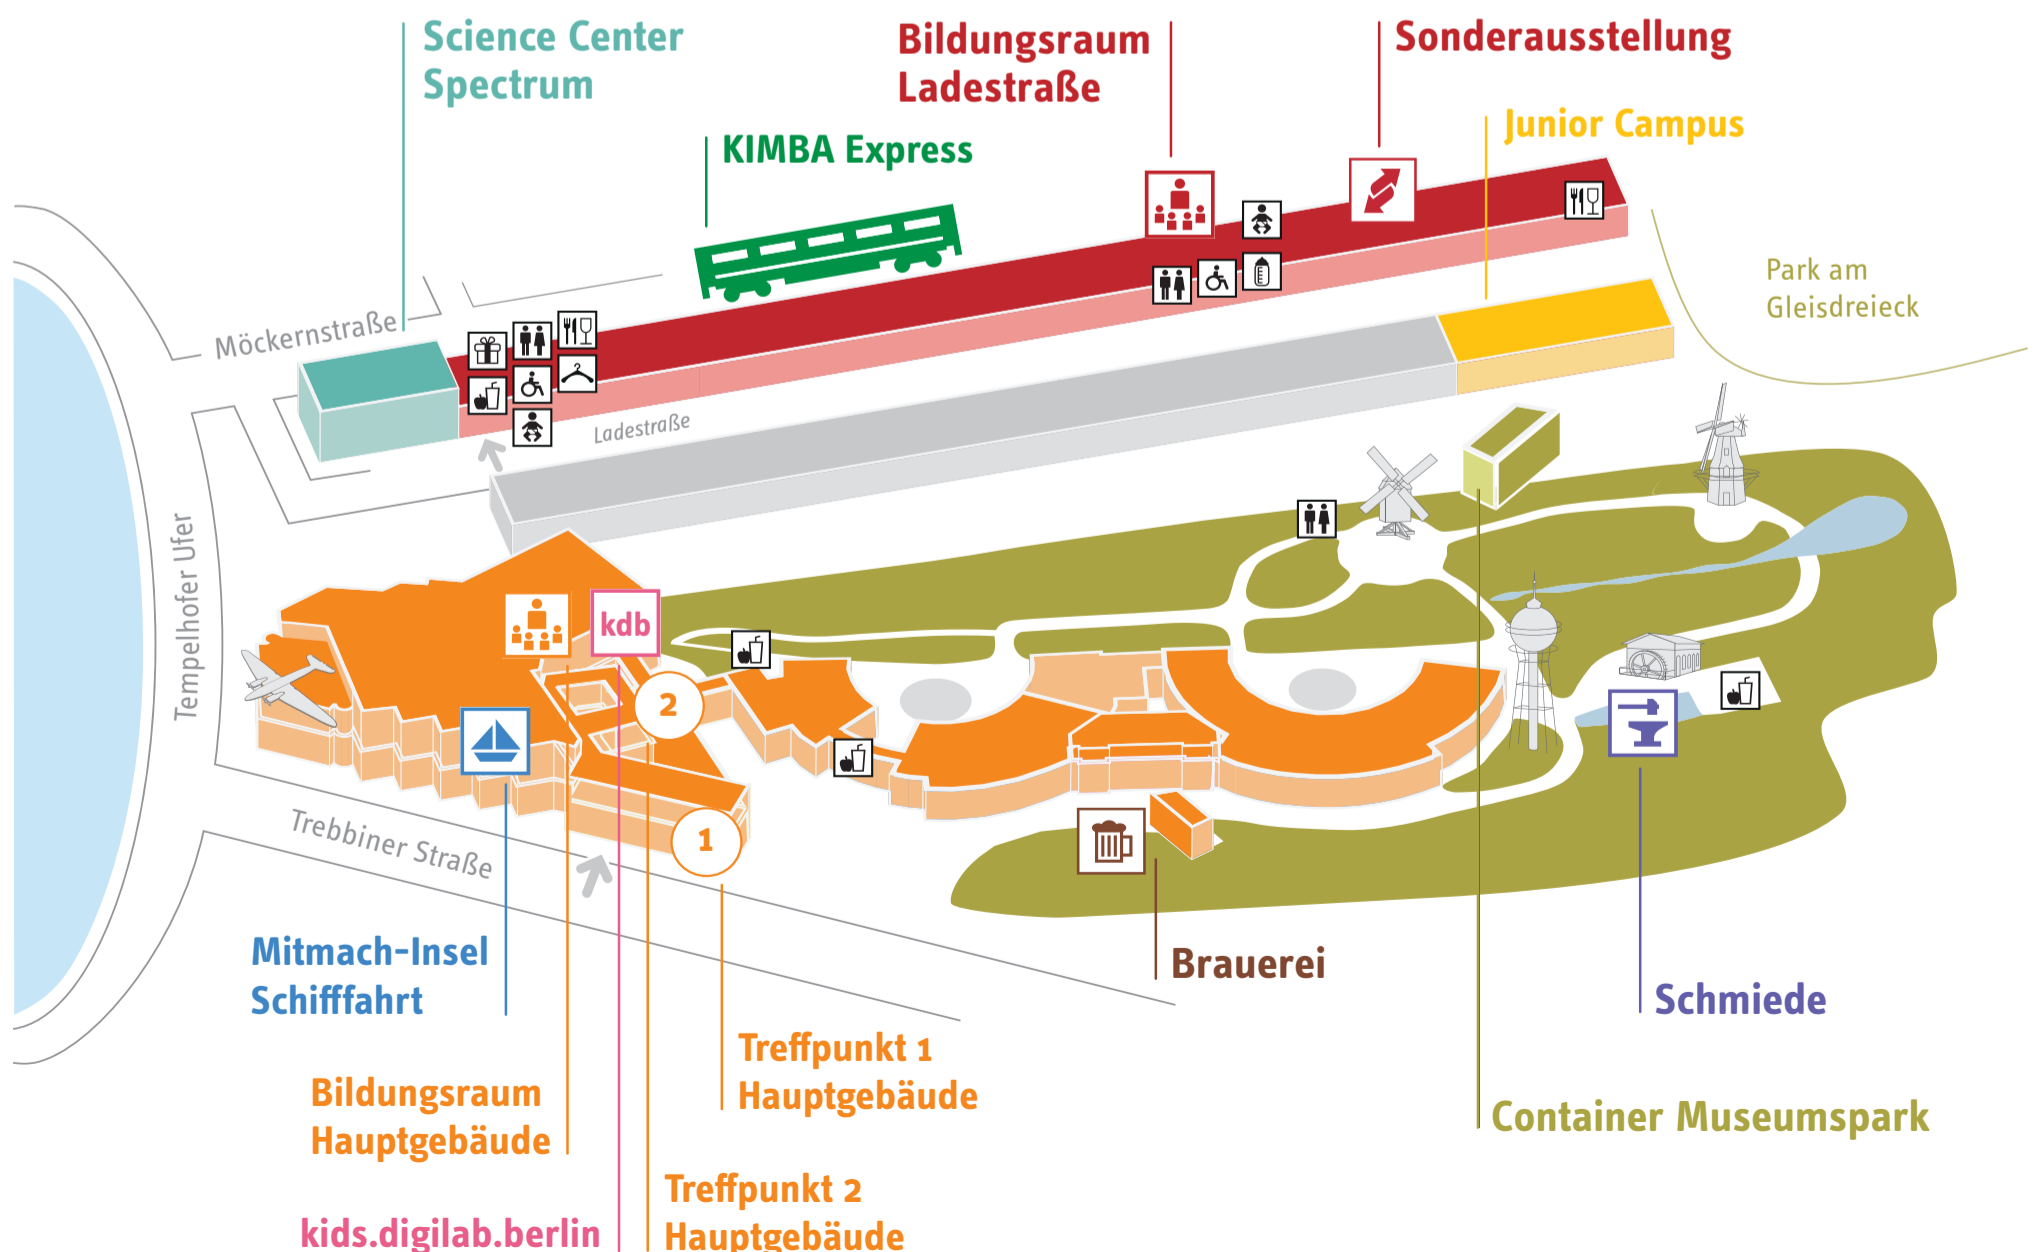 Science Center
Spectrum
Bildungsraum
Ladestraße
Sonderausstellung
KIMBA Express
Junior Campus
Park am
Gleisdreieck
Möckernstraße
Ladestraße
Tempelhofer Ufer
kdb
2
1
Trebbiner Straße
Mitmach-Insel
Schifffahrt
Brauerei
Schmiede
Treffpunkt 1
Hauptgebäude
Bildungsraum
Hauptgebäude
Container Museumspark
Treffpunkt 2
Hauptgebäude
kids.digilab.berlin